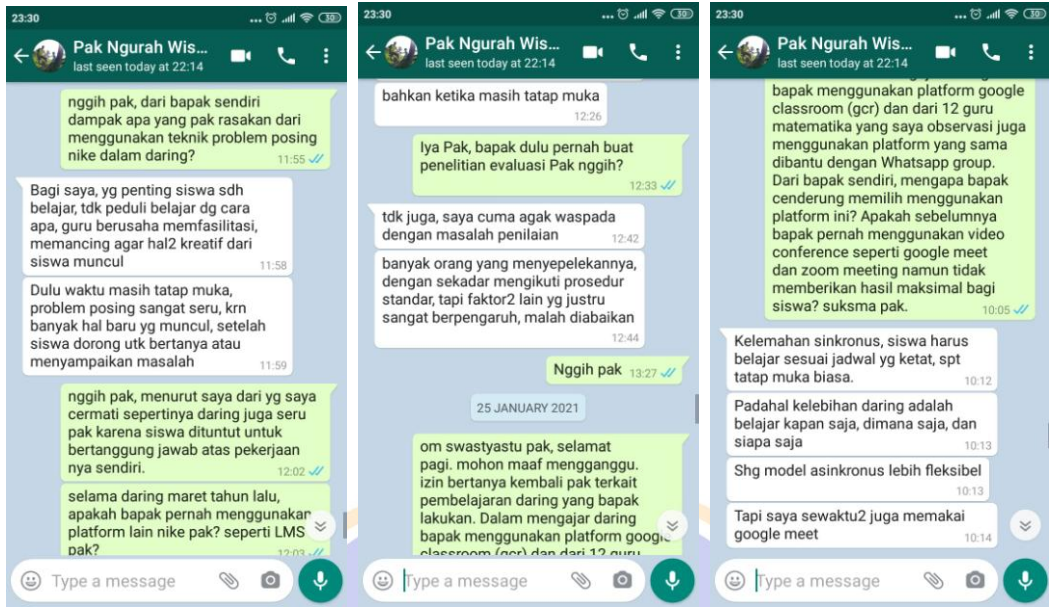 23:30
... 30
Pak Ngurah Wis...
last seen today at 22:14
nggih pak, dari bapak sendiri
dampak apa yang pak rasakan dari
menggunakan teknik problem posing
nike dalam daring?
11:55
Bagi saya, yg penting siswa sdh
belajar, tdk peduli belajar dg cara
apa, guru berusaha memfasilitasi,
memancing agar hal2 kreatif dari
siswa muncul
11:58
Dulu waktu masih tatap muka,
problem posing sangat seru, krn
banyak hal baru yg muncul, setelah
siswa dorong utk bertanya atau
menyampaikan masalah
11:59
nggih pak, menurut saya dari yg saya
cermati sepertinya daring juga seru
pak karena siswa dituntut untuk
bertanggung jawab atas pekerjaan
nya sendiri.
12:02
selama daring maret tahun lalu,
apakah bapak pernah menggunakan
platform lain nike pak? seperti LMS
pak?
12:03
Type a message
23:30
... 30
Pak Ngurah Wis...
last seen today at 22:14
bahkan ketika masih tatap muka
12:26
Iya Pak, bapak dulu pernah buat
penelitian evaluasi Pak nggih?
12:33
tdk juga, saya cuma agak waspada
dengan masalah penilaian
12:42
banyak orang yang menyepelekannya,
dengan sekadar mengikuti prosedur
standar, tapi faktor2 lain yg justru
sangat berpengaruh, malah diabaikan
12:44
Nggih pak
13:27
25 JANUARY 2021
om swastyastu pak, selamat
pagi. mohon maaf mengganggu.
izin bertanya kembali pak terkait
pembelajaran daring yang bapak
lakukan. Dalam mengajar daring
bapak menggunakan platform google
classroom (gcr) dan dari 12 guru
Type a message
23:30
... 30
Pak Ngurah Wis...
last seen today at 22:14
bapak menggunakan platform google
classroom (gcr) dan dari 12 guru
matematika yang saya observasi juga
menggunakan platform yang sama
dibantu dengan Whatsapp group.
Dari bapak sendiri, mengapa bapak
cenderung memilih menggunakan
platform ini? Apakah sebelumnya
bapak pernah menggunakan video
conference seperti google meet
dan zoom meeting namun tidak
memberikan hasil maksimal bagi
siswa? suksma pak.
10:05
Kelemahan sinkronus, siswa harus
belajar sesuai jadwal yg ketat, spt
tatap muka biasa.
10:12
Padahal kelebihan daring adalah
belajar kapan saja, dimana saja, dan
siapa saja
10:13
Shg model asinkronus lebih fleksibel
10:13
Tapi saya sewaktu2 juga memakai
google meet
10:14
Type a message